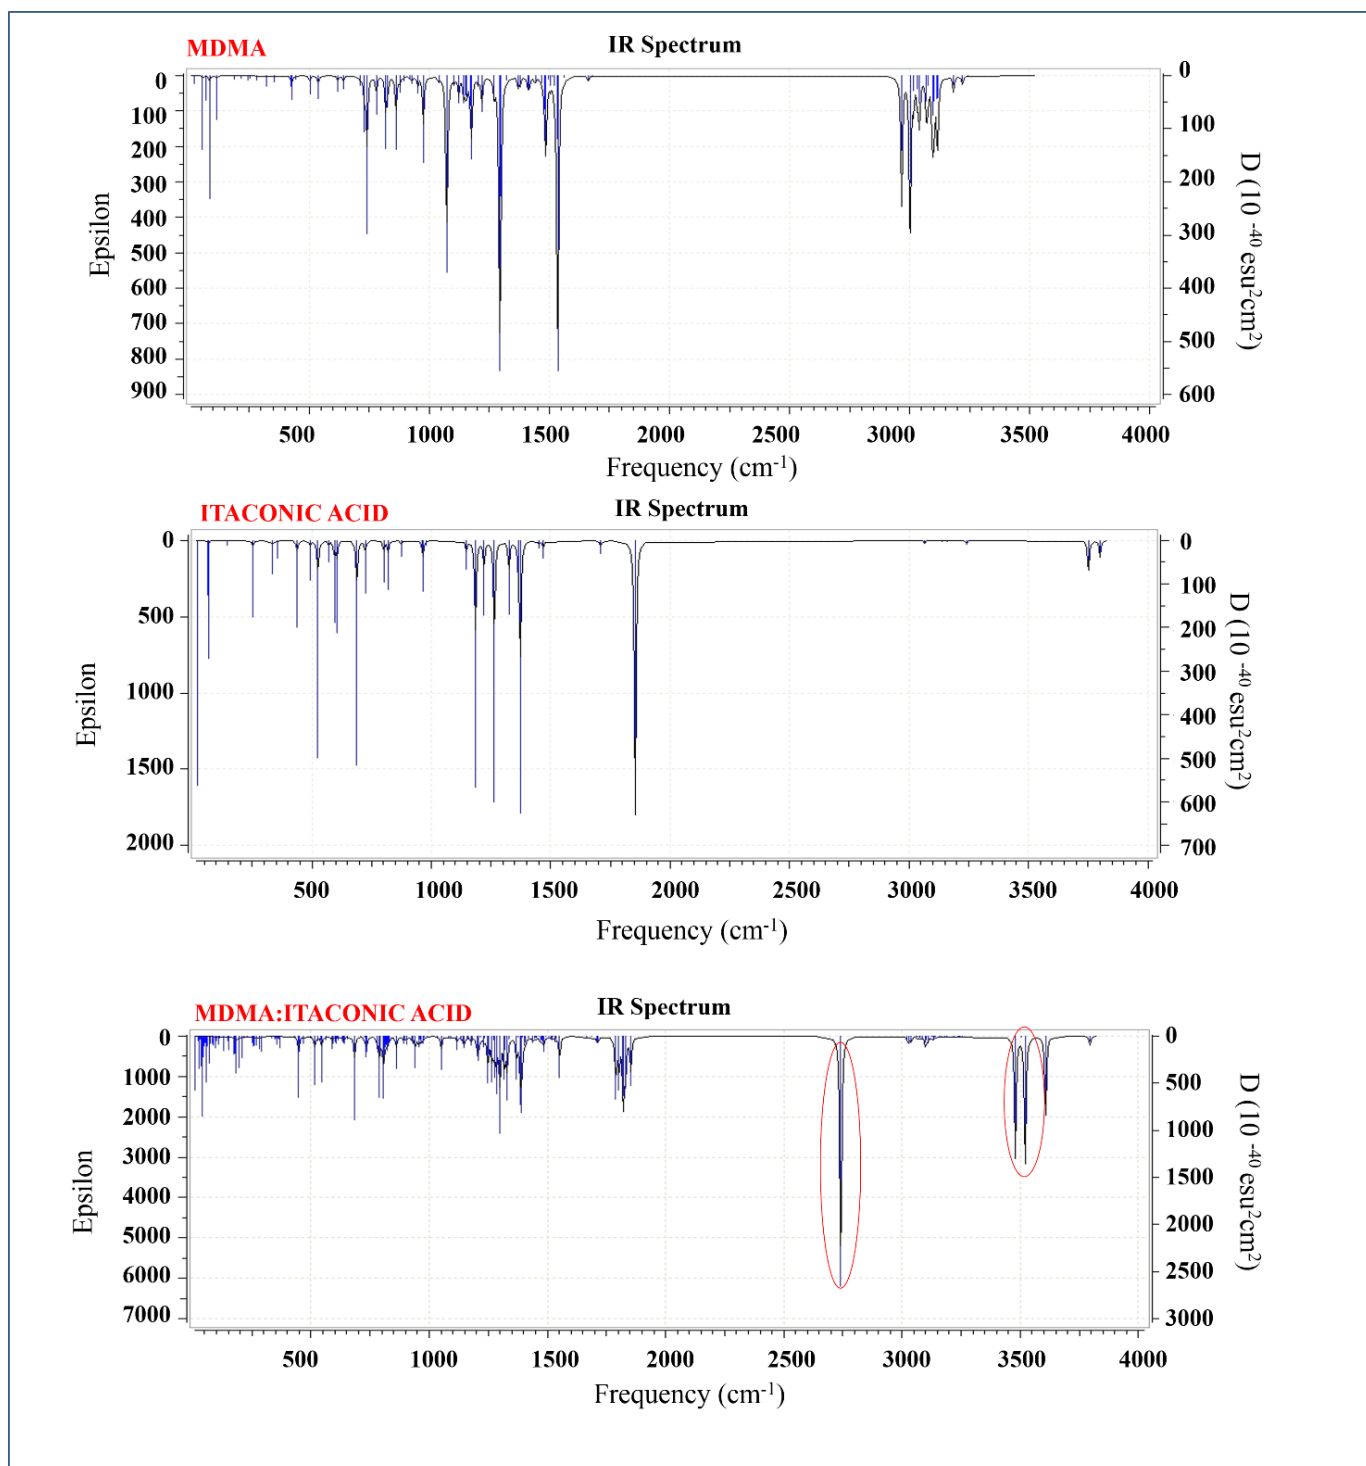 MDMA
IR Spectrum
0
100
200
300
400
500
600
700
800
900
Epsilon
0
100
200
300
400
500
600
D (10 -40 esu2cm2)
500 1000 1500 2000 2500 3000 3500 4000
Frequency (cm-1)
ITACONIC ACID
IR Spectrum
0
500
1000
1500
2000
Epsilon
0
100
200
300
400
500
600
700
D (10 -40 esu2cm2)
500 1000 1500 2000 2500 3000 3500 4000
Frequency (cm-1)
MDMA:ITACONIC ACID
IR Spectrum
0
1000
2000
3000
4000
5000
6000
7000
Epsilon
0
500
1000
1500
2000
2500
3000
D (10 -40 esu2cm2)
500 1000 1500 2000 2500 3000 3500 4000
Frequency (cm-1)